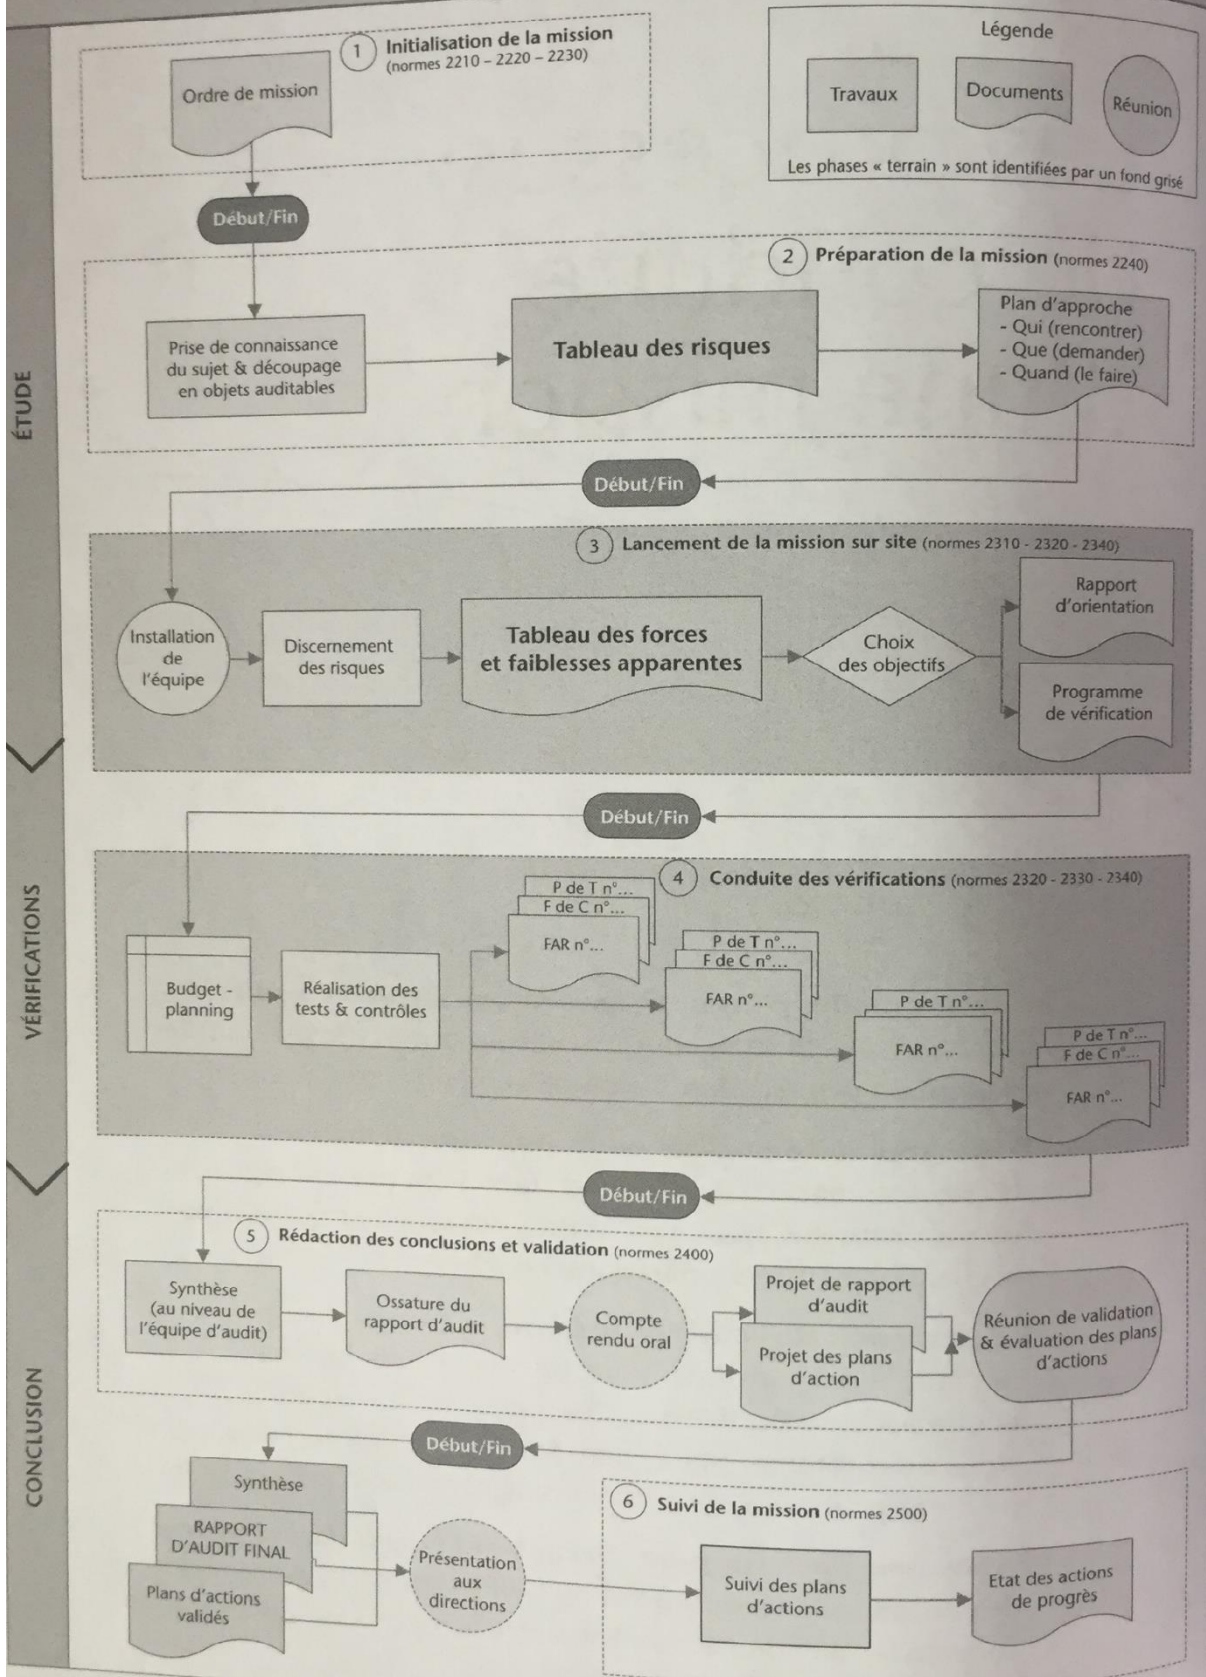 1 Initialisation de la mission
(normes 2210 – 2220 – 2230)
Ordre de mission
Légende
Travaux
Documents
Réunion
Les phases « terrain » sont identifiées par un fond grisé
Début/Fin
2 Préparation de la mission (normes 2240)
Prise de connaissance
du sujet & découpage
en objets auditables
Tableau des risques
Plan d'approche
- Qui (rencontrer)
- Que (demander)
- Quand (le faire)
ÉTUDE
Début/Fin
3 Lancement de la mission sur site (normes 2310 - 2320 - 2340)
Installation
de
l'équipe
Discernement
des risques
Tableau des forces
et faiblesses apparentes
Choix
des objectifs
Rapport
d'orientation
Programme
de vérification
Début/Fin
4 Conduite des vérifications (normes 2320 - 2330 - 2340)
VÉRIFICATIONS
Budget -
planning
Réalisation des
tests & contrôles
P de T n°...
F de C n°...
FAR n°...
P de T n°...
F de C n°...
FAR n°...
P de T n°...
FAR n°...
P de T n°...
F de C n°...
FAR n°...
Début/Fin
5 Rédaction des conclusions et validation (normes 2400)
Synthèse
(au niveau de
l'équipe d'audit)
Ossature du
rapport d'audit
Compte
rendu oral
Projet de rapport
d'audit
Projet des plans
d'action
Réunion de validation
& évaluation des plans
d'actions
CONCLUSION
Début/Fin
Synthèse
RAPPORT
D'AUDIT FINAL
Plans d'actions
validés
Présentation
aux
directions
6 Suivi de la mission (normes 2500)
Suivi des plans
d'actions
Etat des actions
de progrès